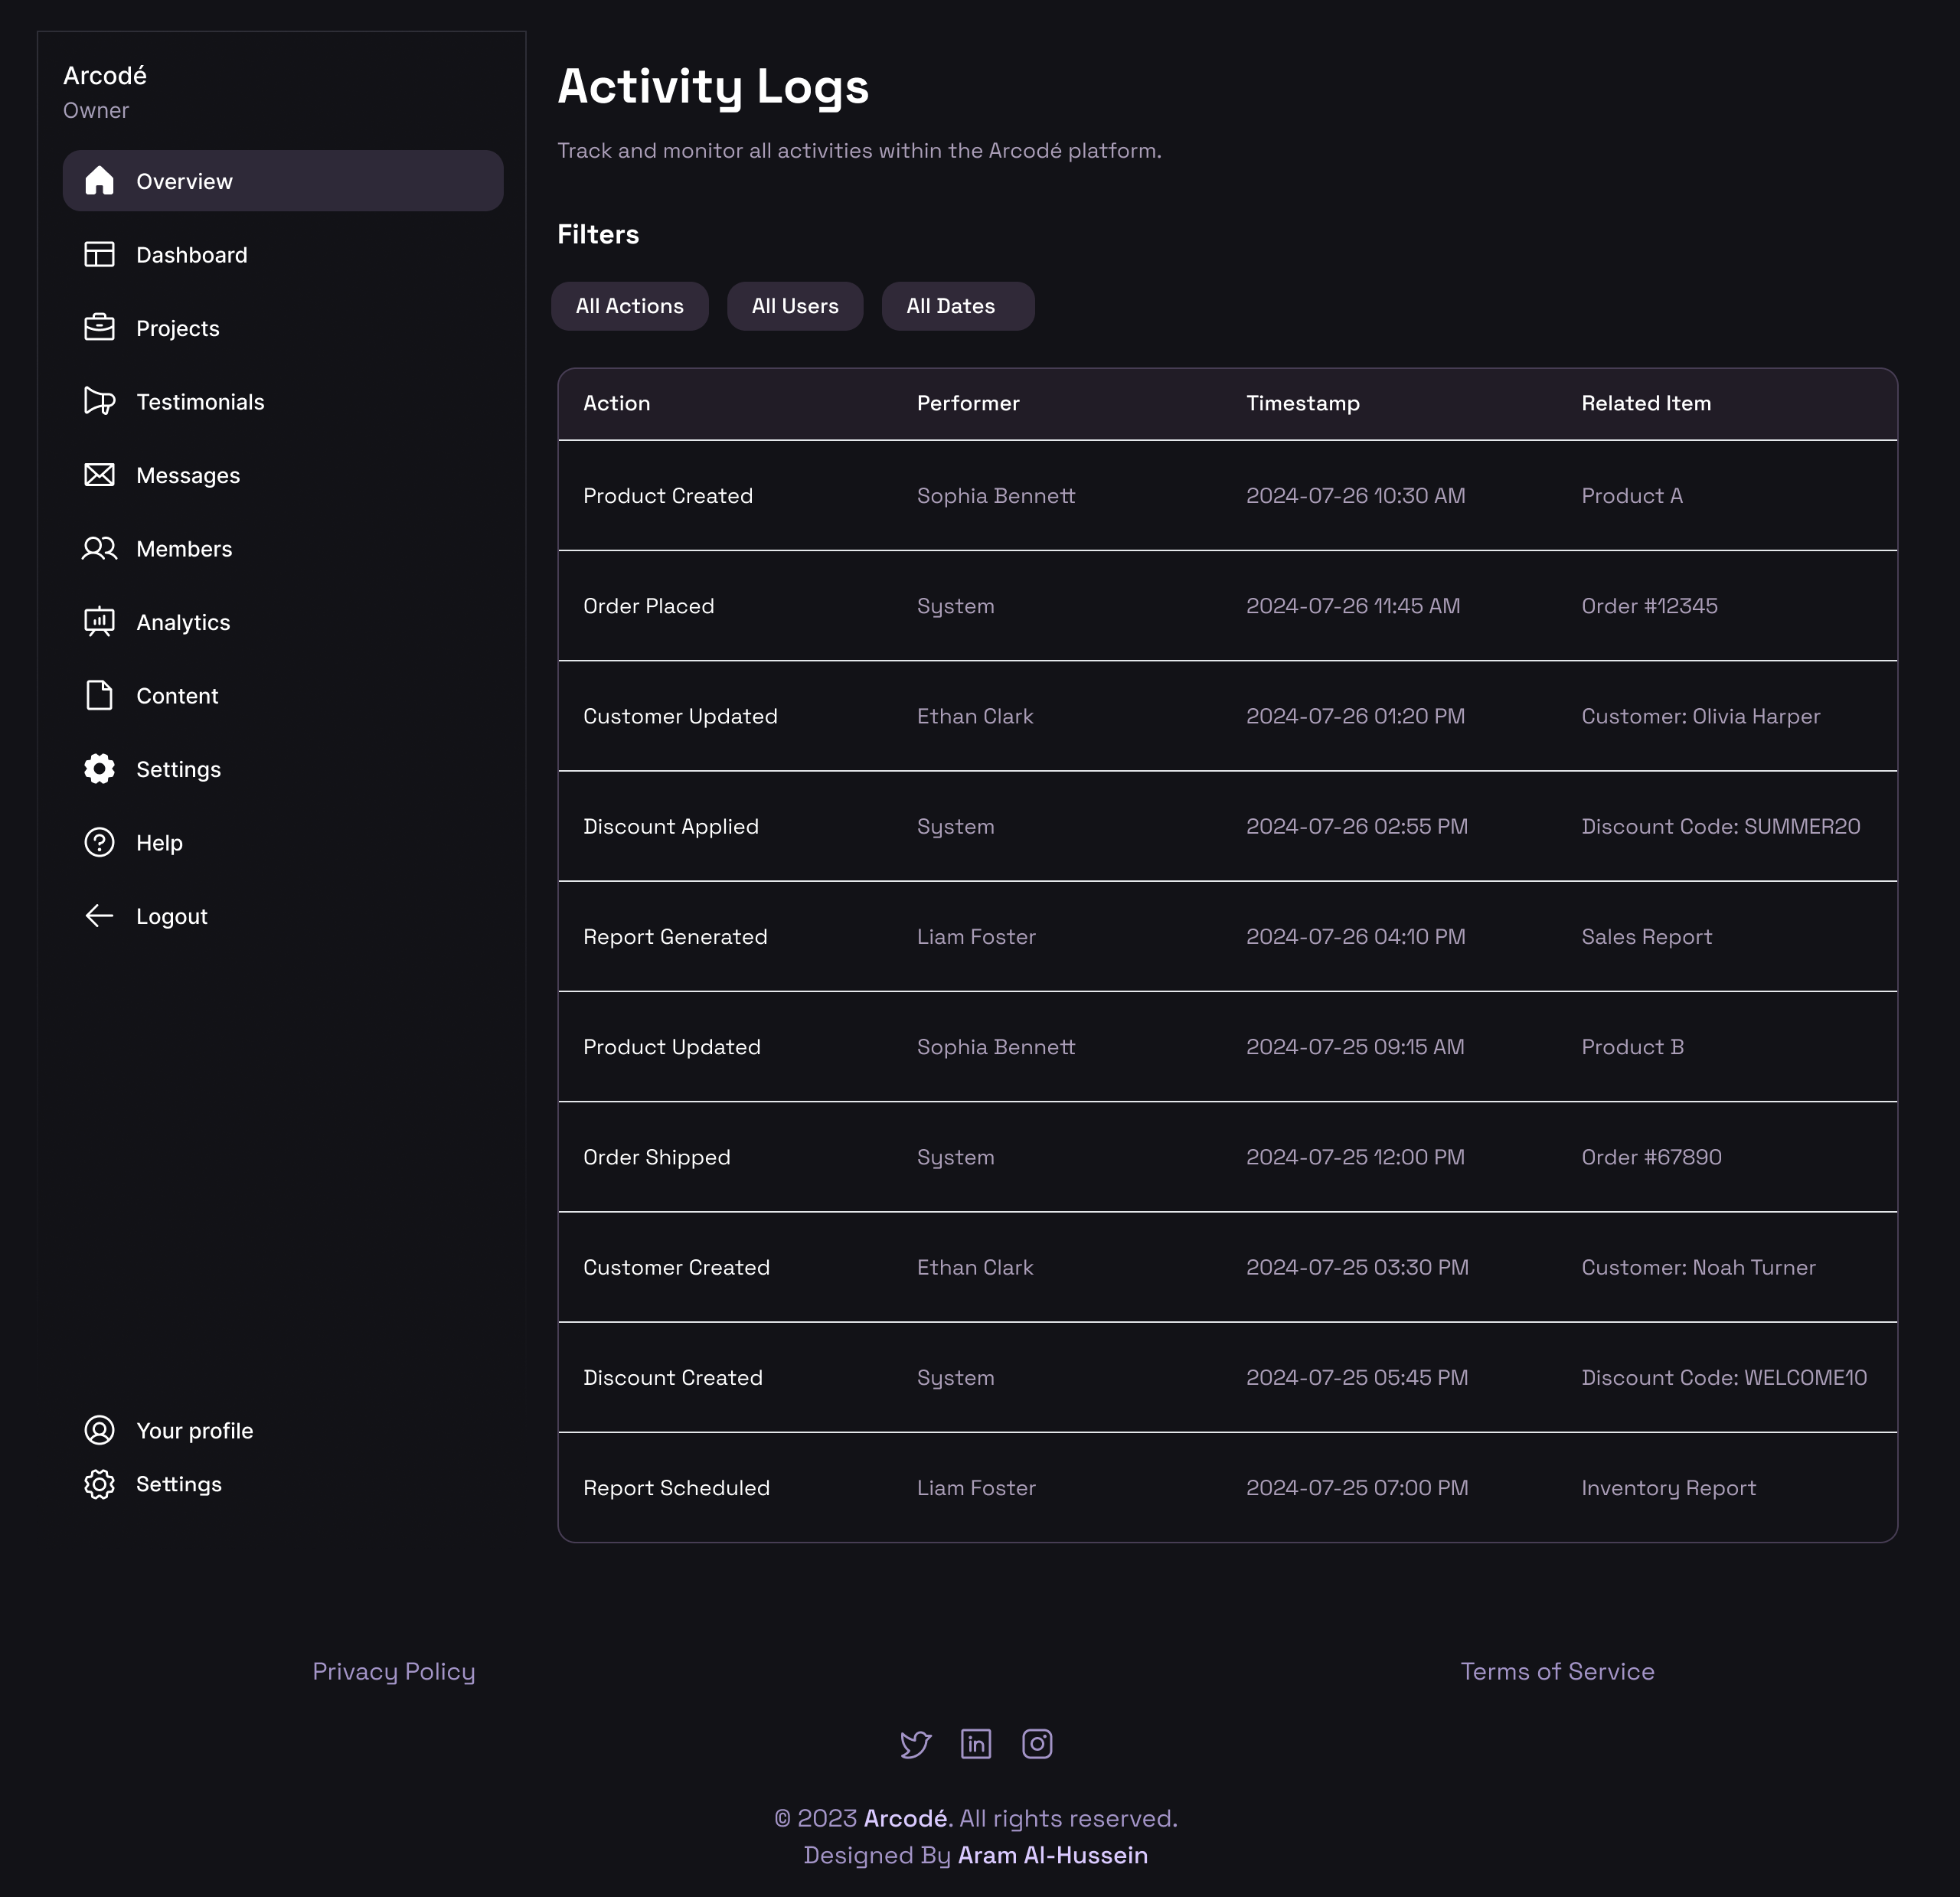 Arcodé
Owner
Overview
Dashboard
Projects
Testimonials
Messages
Members
Analytics
Content
Settings
Help
Logout
Your profile
Settings
Activity Logs
Track and monitor all activities within the Arcodé platform.
Filters
All Actions All Users All Dates
Action Performer Timestamp Related Item
Product Created Sophia Bennett 2024-07-26 10:30 AM Product A
Order Placed System 2024-07-26 11:45 AM Order #12345
Customer Updated Ethan Clark 2024-07-26 01:20 PM Customer: Olivia Harper
Discount Applied System 2024-07-26 02:55 PM Discount Code: SUMMER20
Report Generated Liam Foster 2024-07-26 04:10 PM Sales Report
Product Updated Sophia Bennett 2024-07-25 09:15 AM Product B
Order Shipped System 2024-07-25 12:00 PM Order #67890
Customer Created Ethan Clark 2024-07-25 03:30 PM Customer: Noah Turner
Discount Created System 2024-07-25 05:45 PM Discount Code: WELCOME10
Report Scheduled Liam Foster 2024-07-25 07:00 PM Inventory Report
Privacy Policy Terms of Service
in
© 2023 Arcodé. All rights reserved.
Designed By Aram Al-Hussein